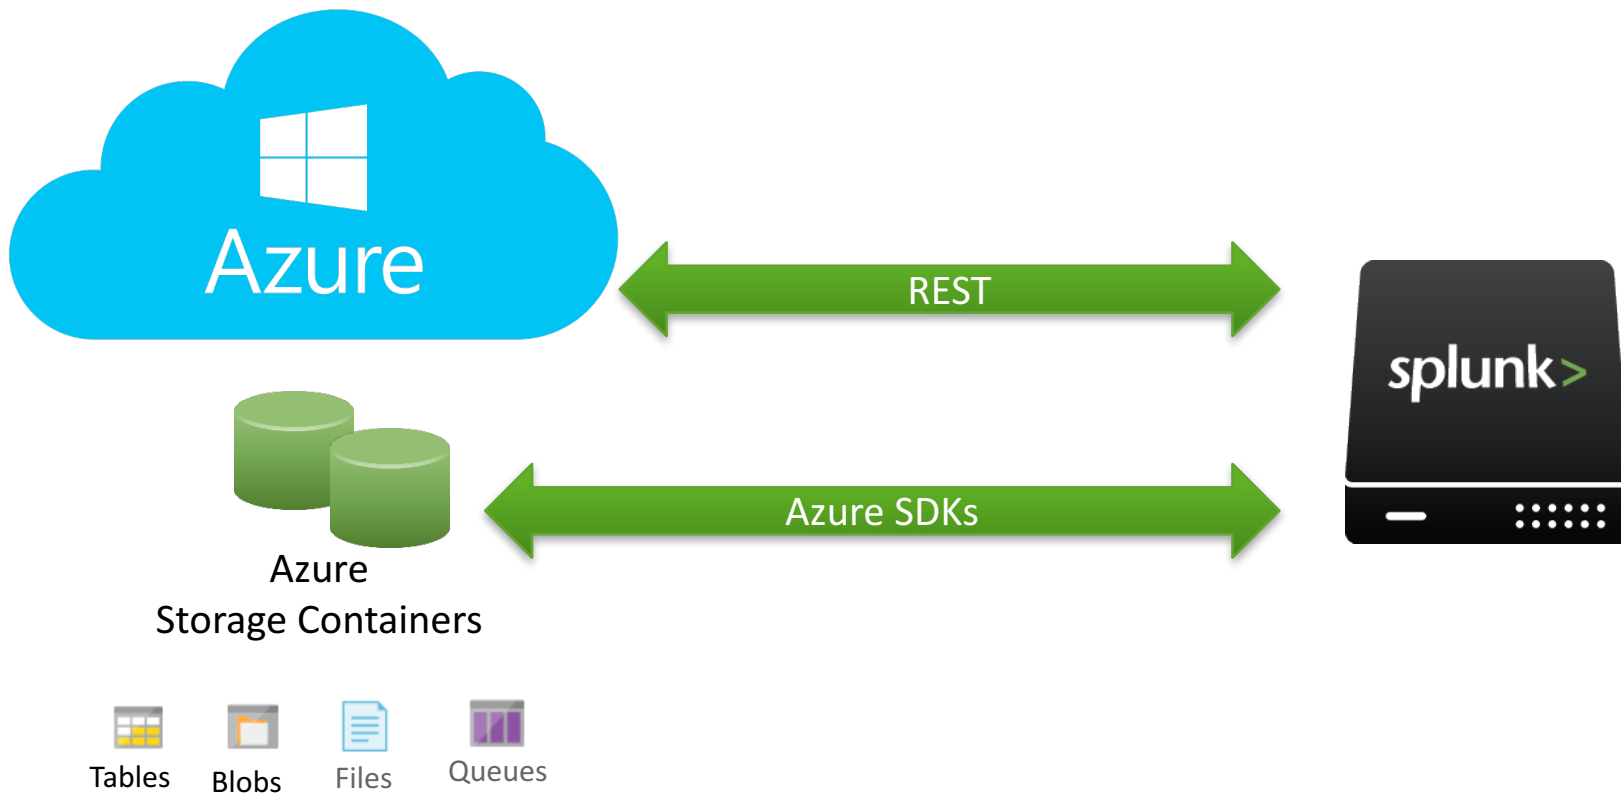 Azure
REST
splunk>
Azure SDKs
Azure
Storage Containers
Tables
Blobs
Files
Queues